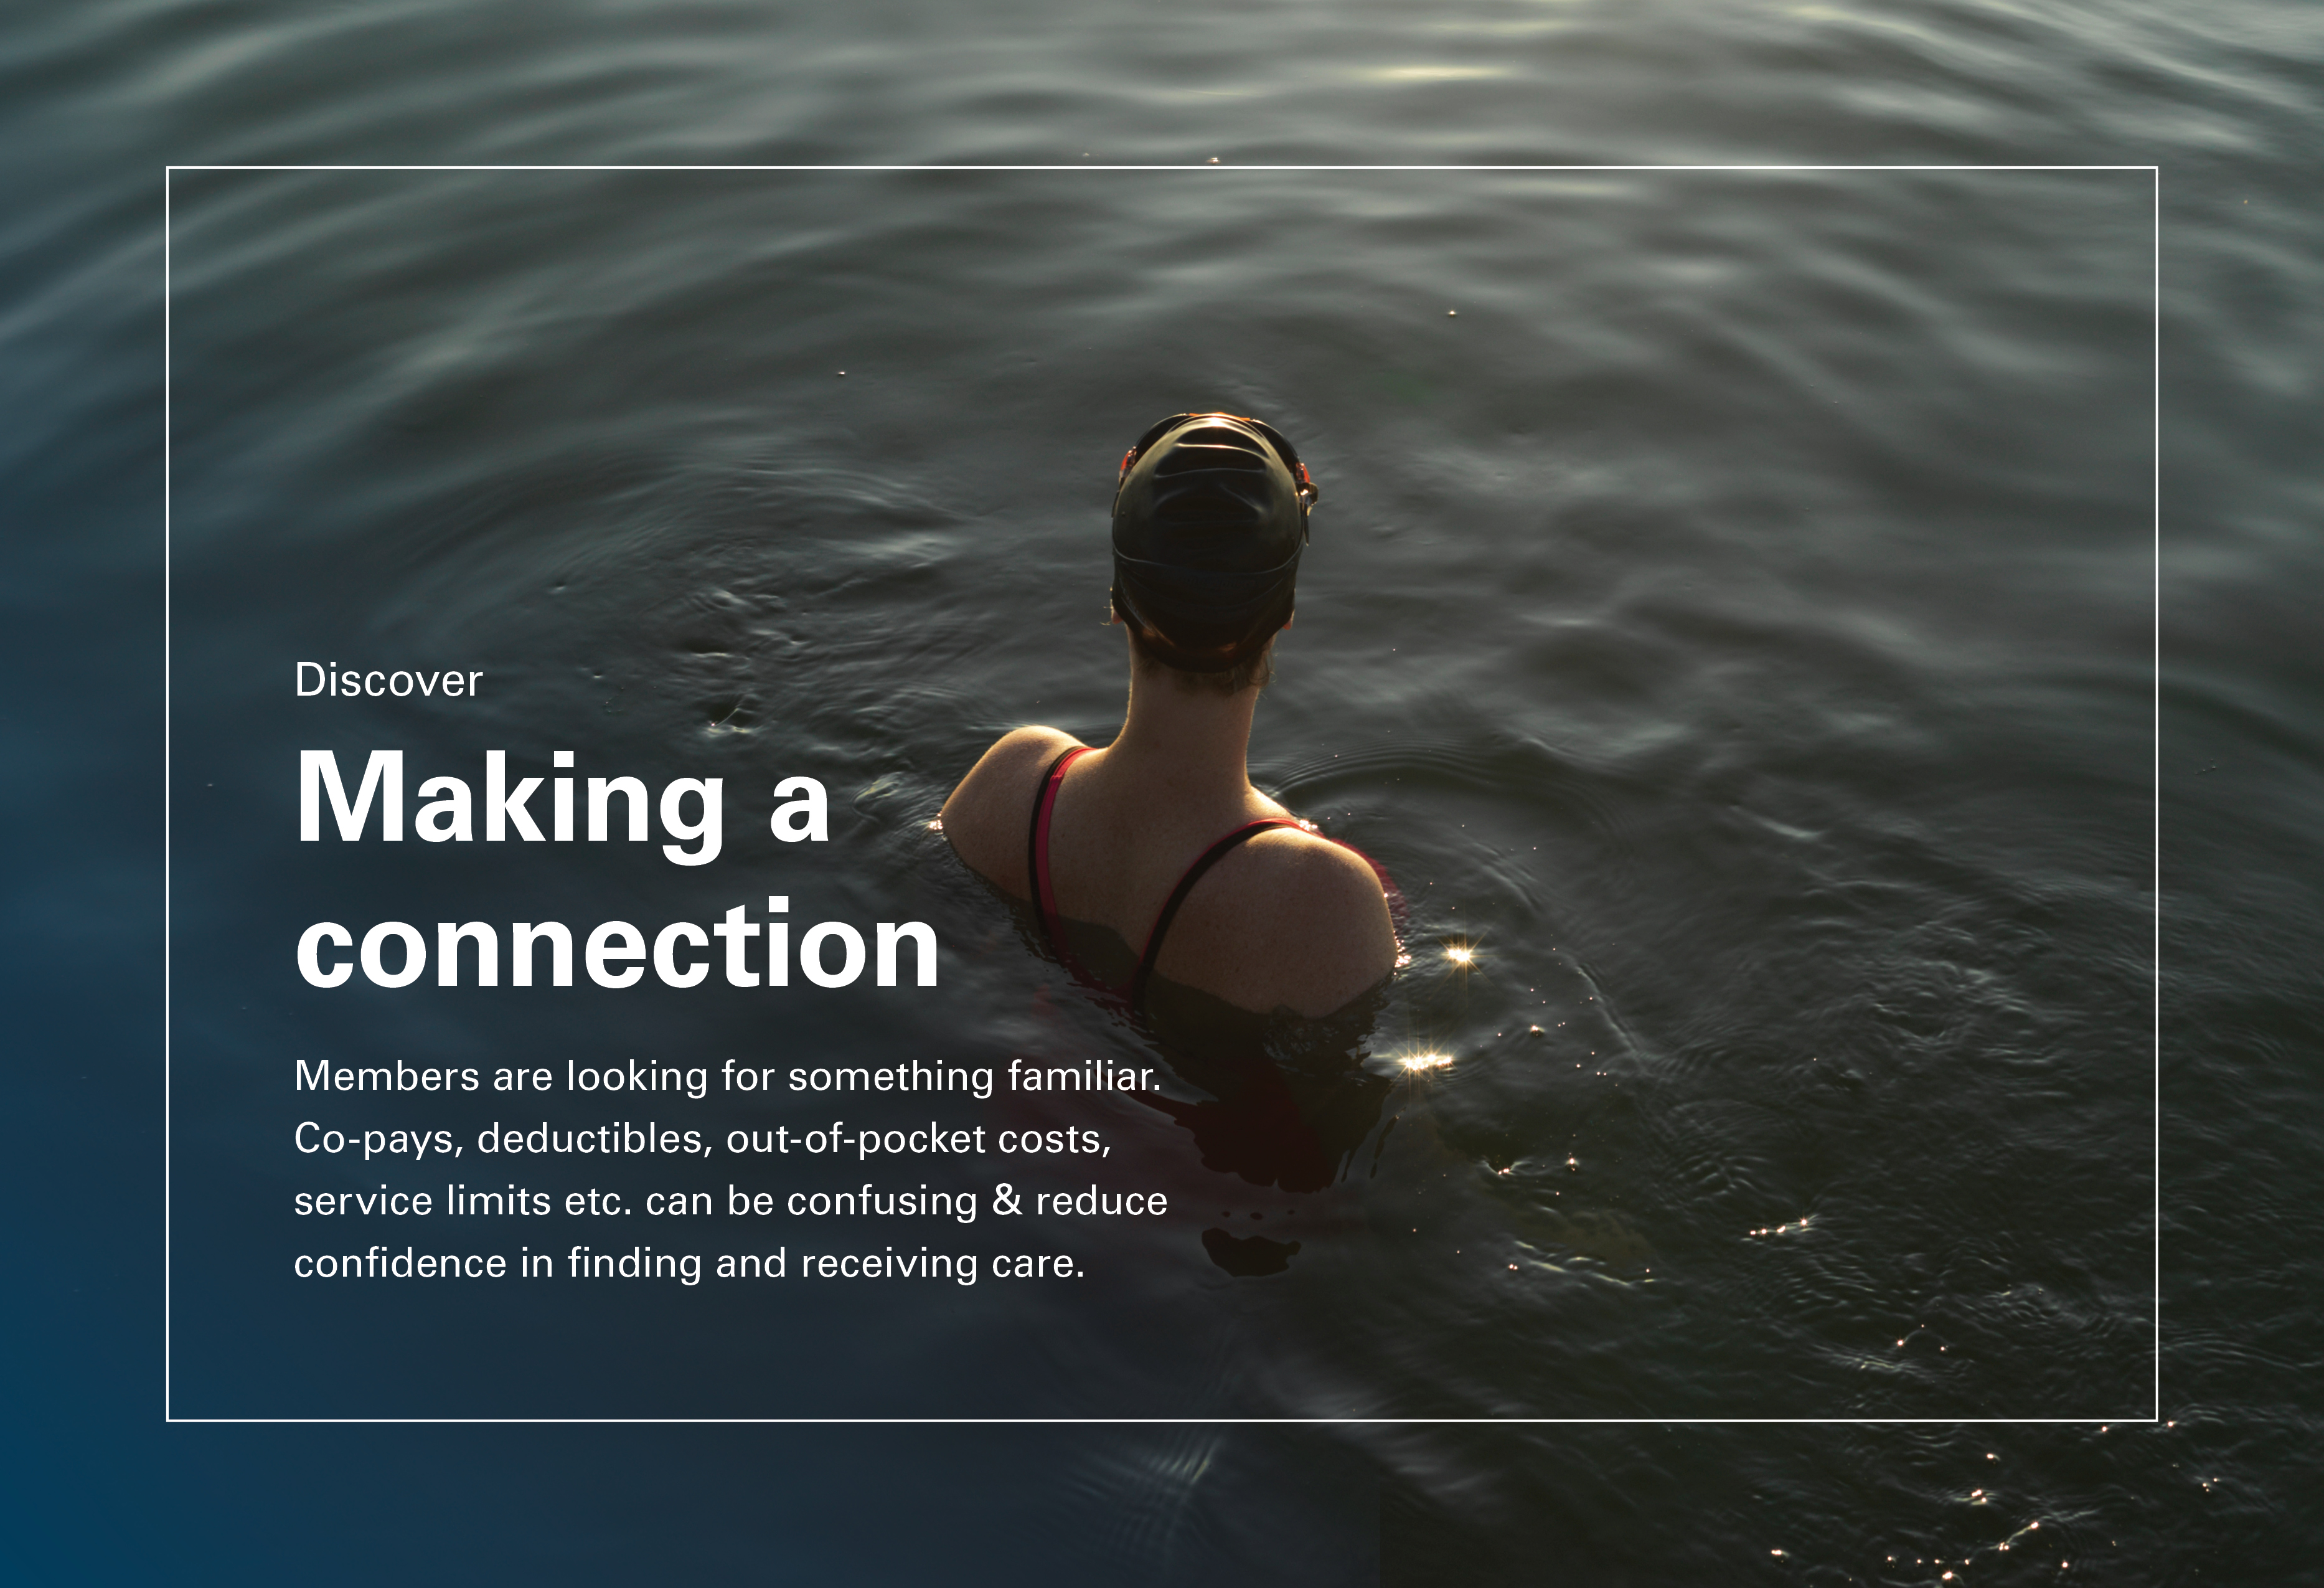 Discover
Making a
connection
Members are looking for something familiar.
Co-pays, deductibles, out-of-pocket costs,
service limits etc. can be confusing & reduce
confidence in finding and receiving care.